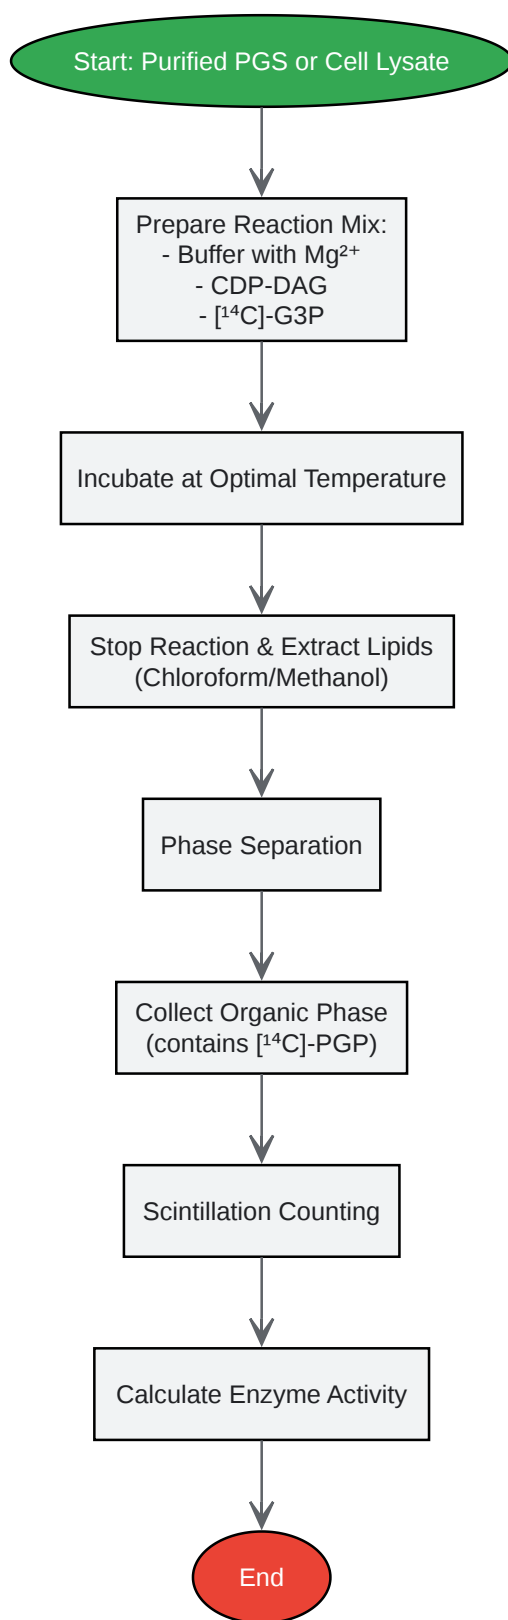 Start: Purified PGS or Cell Lysate
Prepare Reaction Mix:
- Buffer with Mg²⁺
- CDP-DAG
- [¹⁴C]-G3P
Incubate at Optimal Temperature
Stop Reaction & Extract Lipids
(Chloroform/Methanol)
Phase Separation
Collect Organic Phase
(contains [¹⁴C]-PGP)
Scintillation Counting
Calculate Enzyme Activity
End